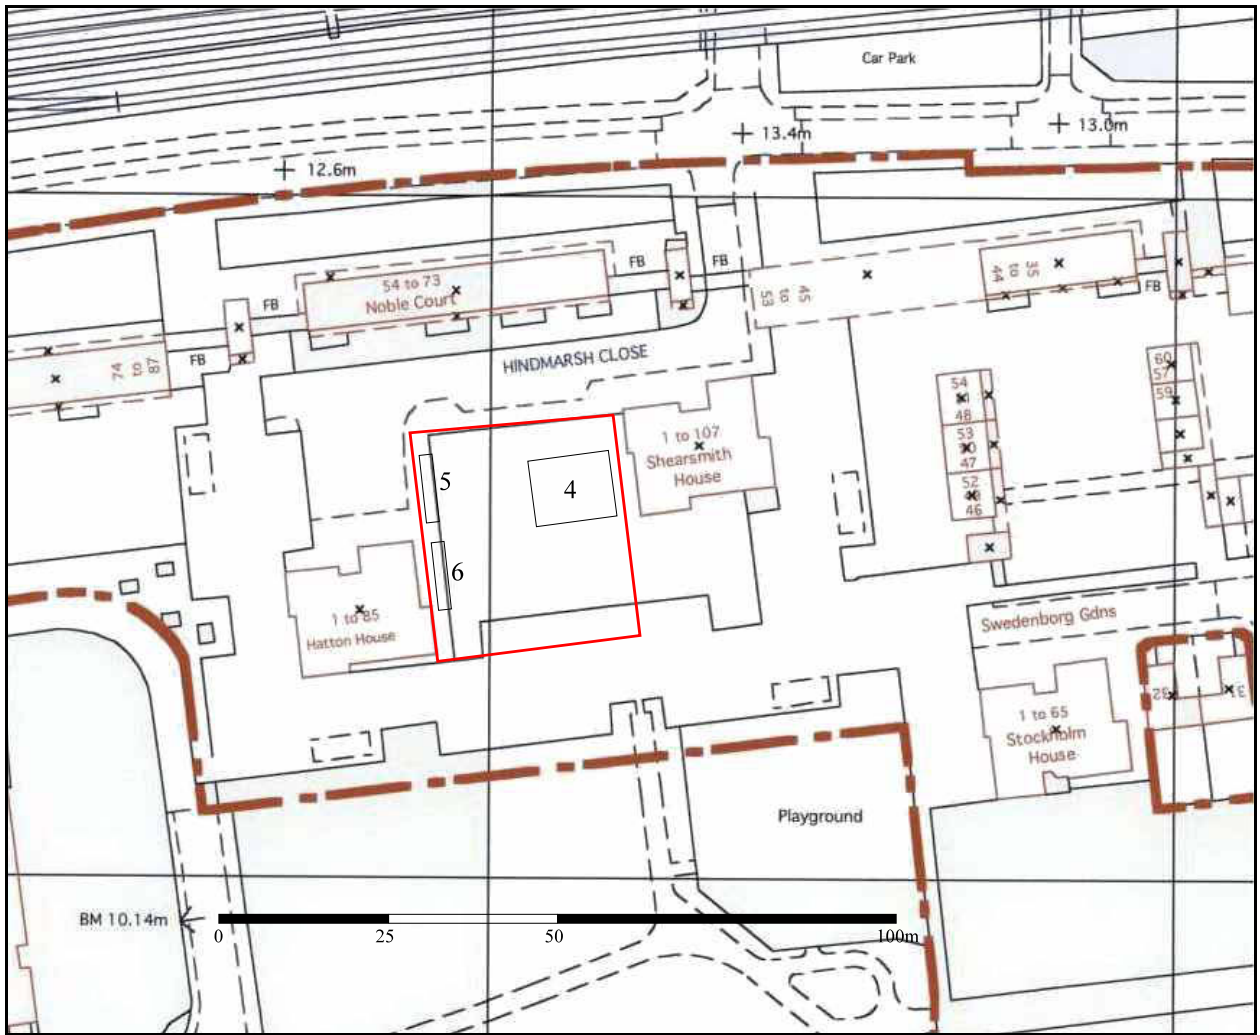 Car Park
13.4m
13.0m
12.6m
FB
FB
FB
54 to 73
Noble Court
45
to
53
35
to
44
FB
FB
74
to
87
HINDMARSH CLOSE
60
57
59
54
48
53
47
52
46
1 to 107
Shearsmith
House
5
4
6
1 to 85
Hatton House
Swedenborg Gdns
32
31
1 to 65
Stockholm
House
Playground
BM 10.14m
0
25
50
100m